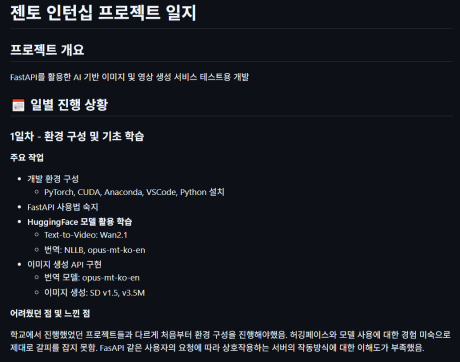 젠토 인턴십 프로젝트 일지
프로젝트 개요
FastAPI를 활용한 AI 기반 이미지 및 영상 생성 서비스 테스트용 개발
일별 진행 상황
1일차 - 환경 구성 및 기초 학습
주요 작업
개발 환경 구성
PyTorch, CUDA, Anaconda, VSCode, Python 설치
FastAPI 사용법 숙지
HuggingFace 모델 활용 학습
Text-to-Video: Wan2.1
번역: NLLB, opus-mt-ko-en
이미지 생성 API 구현
번역 모델: opus-mt-ko-en
이미지 생성: SD v1.5, v3.5M
어려웠던 점 및 느낀 점
학교에서 진행했었던 프로젝트들과 다르게 처음부터 환경 구성을 진행해야했음. 허깅페이스와 모델 사용에 대한 경험 미숙으로
제대로 갈피를 잡지 못함. FasAPI 같은 사용자의 요청에 따라 상호작용하는 서버의 작동방식에 대한 이해도가 부족했음.